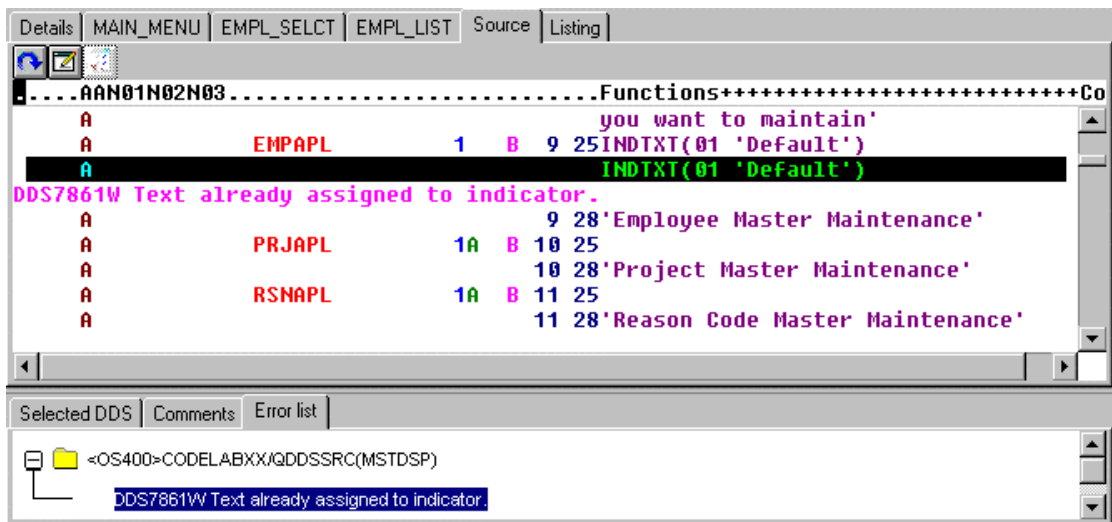 Details MAIN_MENU EMPL_SELCT EMPL_LIST Source Listing
.....AAN01N02N03............................Functions+++++++++++++++++++++++++++Co
A you want to maintain'
A EMPAPL 1 B 9 25INDTXT(01 'Default')
A INDTXT(01 'Default')
DDS7861W Text already assigned to indicator.
A 9 28'Employee Master Maintenance'
A PRJAPL 1A B 10 25
A 10 28'Project Master Maintenance'
A RSNAPL 1A B 11 25
A 11 28'Reason Code Master Maintenance'
Selected DDS Comments Error list
<OS400>CODELABXX/QDDSSRC(MSTDSP)
DDS7861W Text already assigned to indicator.